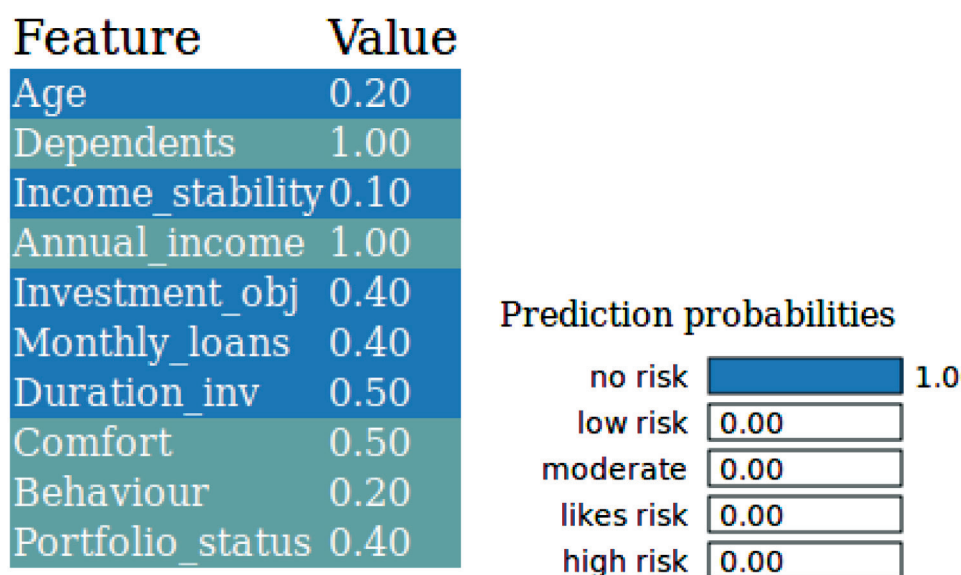 Feature Value
Age 0.20
Dependents 1.00
Income_stability 0.10
Annual_income 1.00
Investment_obj 0.40
Monthly_loans 0.40
Duration_inv 0.50
Comfort 0.50
Behaviour 0.20
Portfolio_status 0.40
Prediction probabilities
no risk 1.0
low risk 0.00
moderate 0.00
likes risk 0.00
high risk 0.00